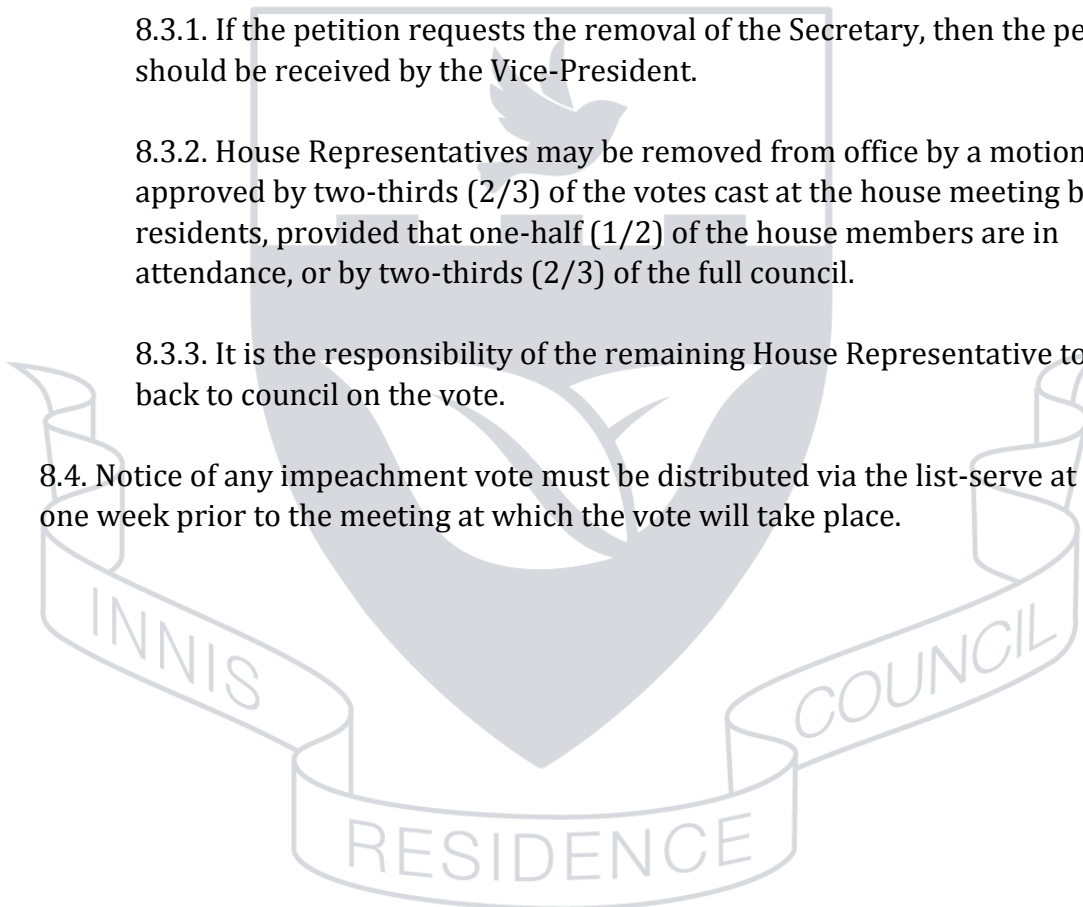 8.3.1. If the petition requests the removal of the Secretary, then the pe
should be received by the Vice-President.
8.3.2. House Representatives may be removed from office by a motion
approved by two-thirds (2/3) of the votes cast at the house meeting b
residents, provided that one-half (1/2) of the house members are in
attendance, or by two-thirds (2/3) of the full council.
8.3.3. It is the responsibility of the remaining House Representative to
back to council on the vote.
8.4. Notice of any impeachment vote must be distributed via the list-serve at
one week prior to the meeting at which the vote will take place.
INNIS
RESIDENCE
COUNCIL